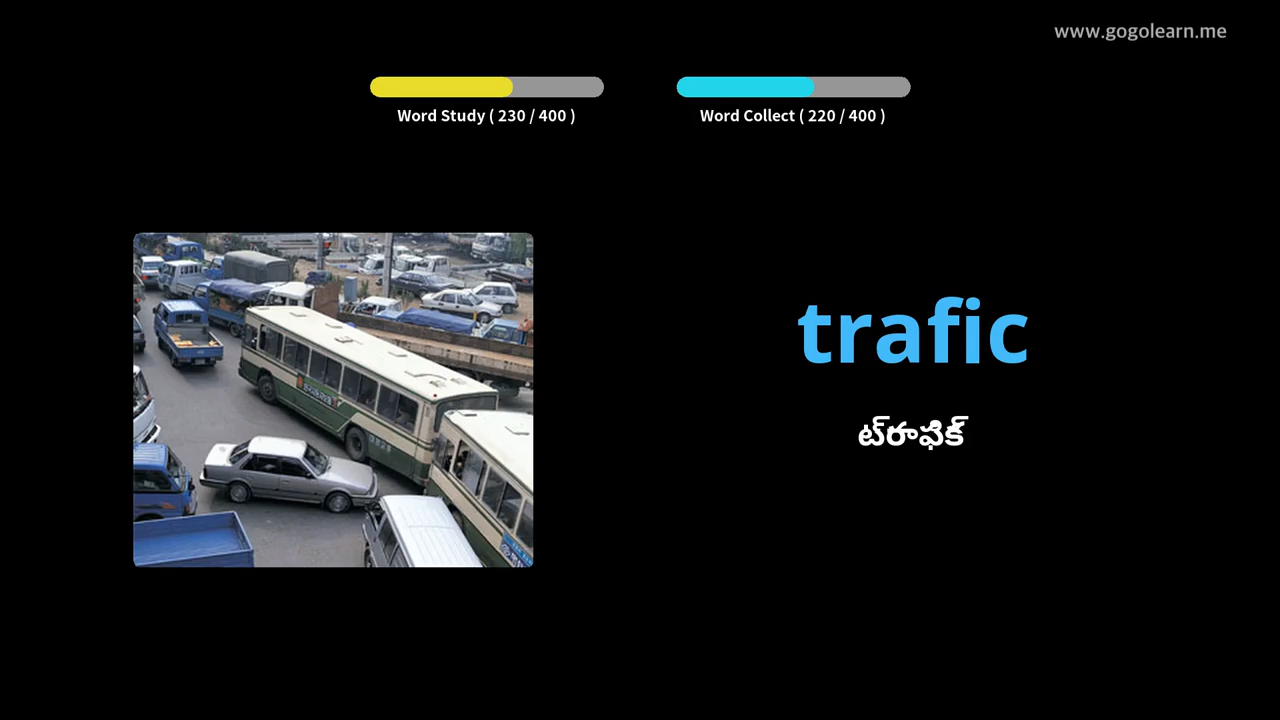 www.gogolearn.me
Word Study ( 230 / 400 )
Word Collect ( 220 / 400 )
trafic
ట్‌రాఫిక్